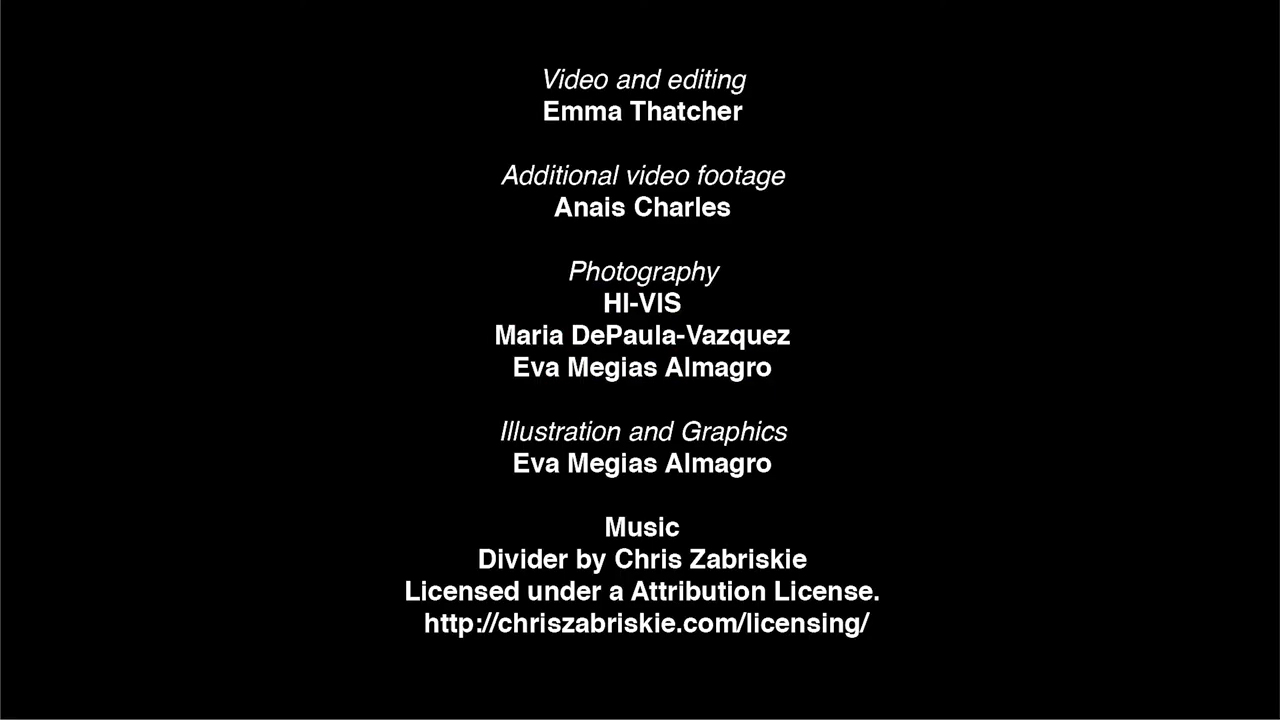 Video and editing
Emma Thatcher
Additional video footage
Anais Charles
Photography
HI-VIS
Maria DePaula-Vazquez
Eva Megias Almagro
Illustration and Graphics
Eva Megias Almagro
Music
Divider by Chris Zabriskie
Licensed under a Attribution License.
http://chriszabriskie.com/licensing/